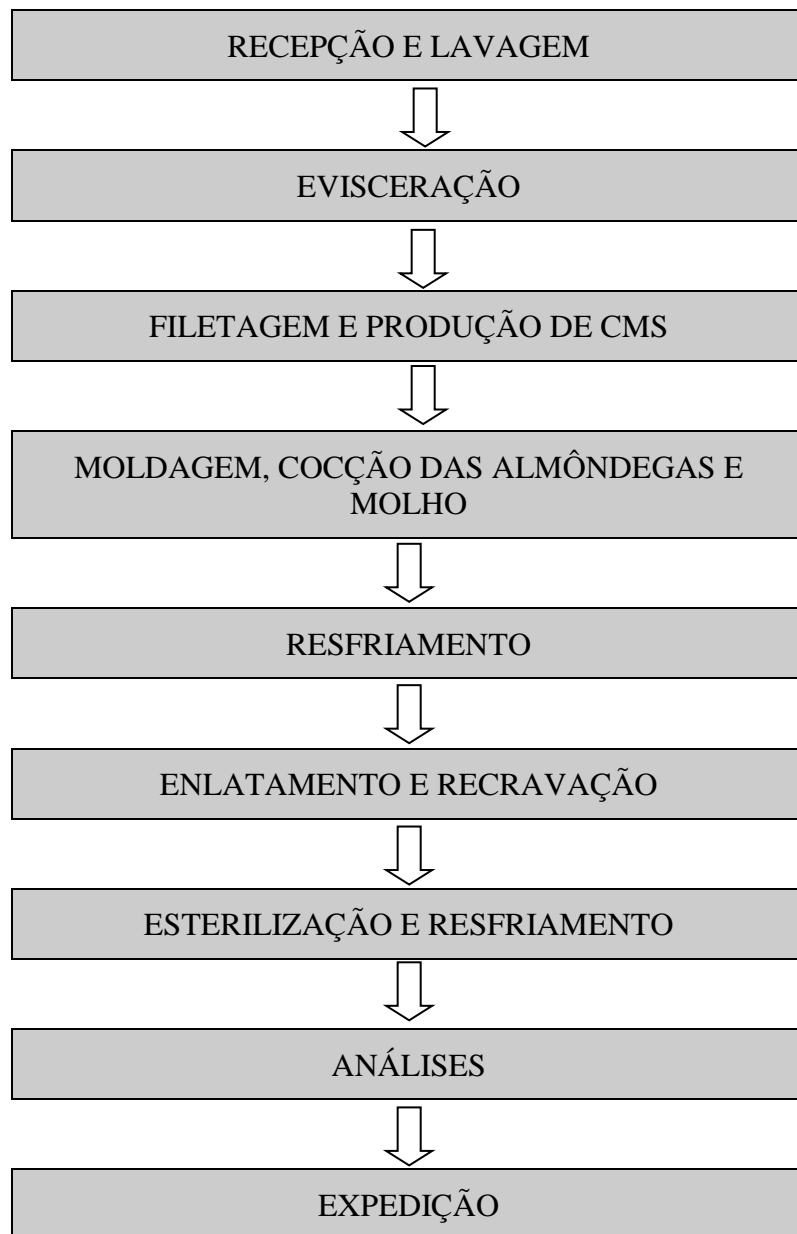 RECEPÇÃO E LAVAGEM
EVISCERAÇÃO
FILETAGEM E PRODUÇÃO DE CMS
MOLDAGEM, COCÇÃO DAS ALMÔNDEGAS E
MOLHO
RESFRIAMENTO
ENLATAMENTO E RECRAVAÇÃO
ESTERILIZAÇÃO E RESFRIAMENTO
ANÁLISES
EXPEDIÇÃO